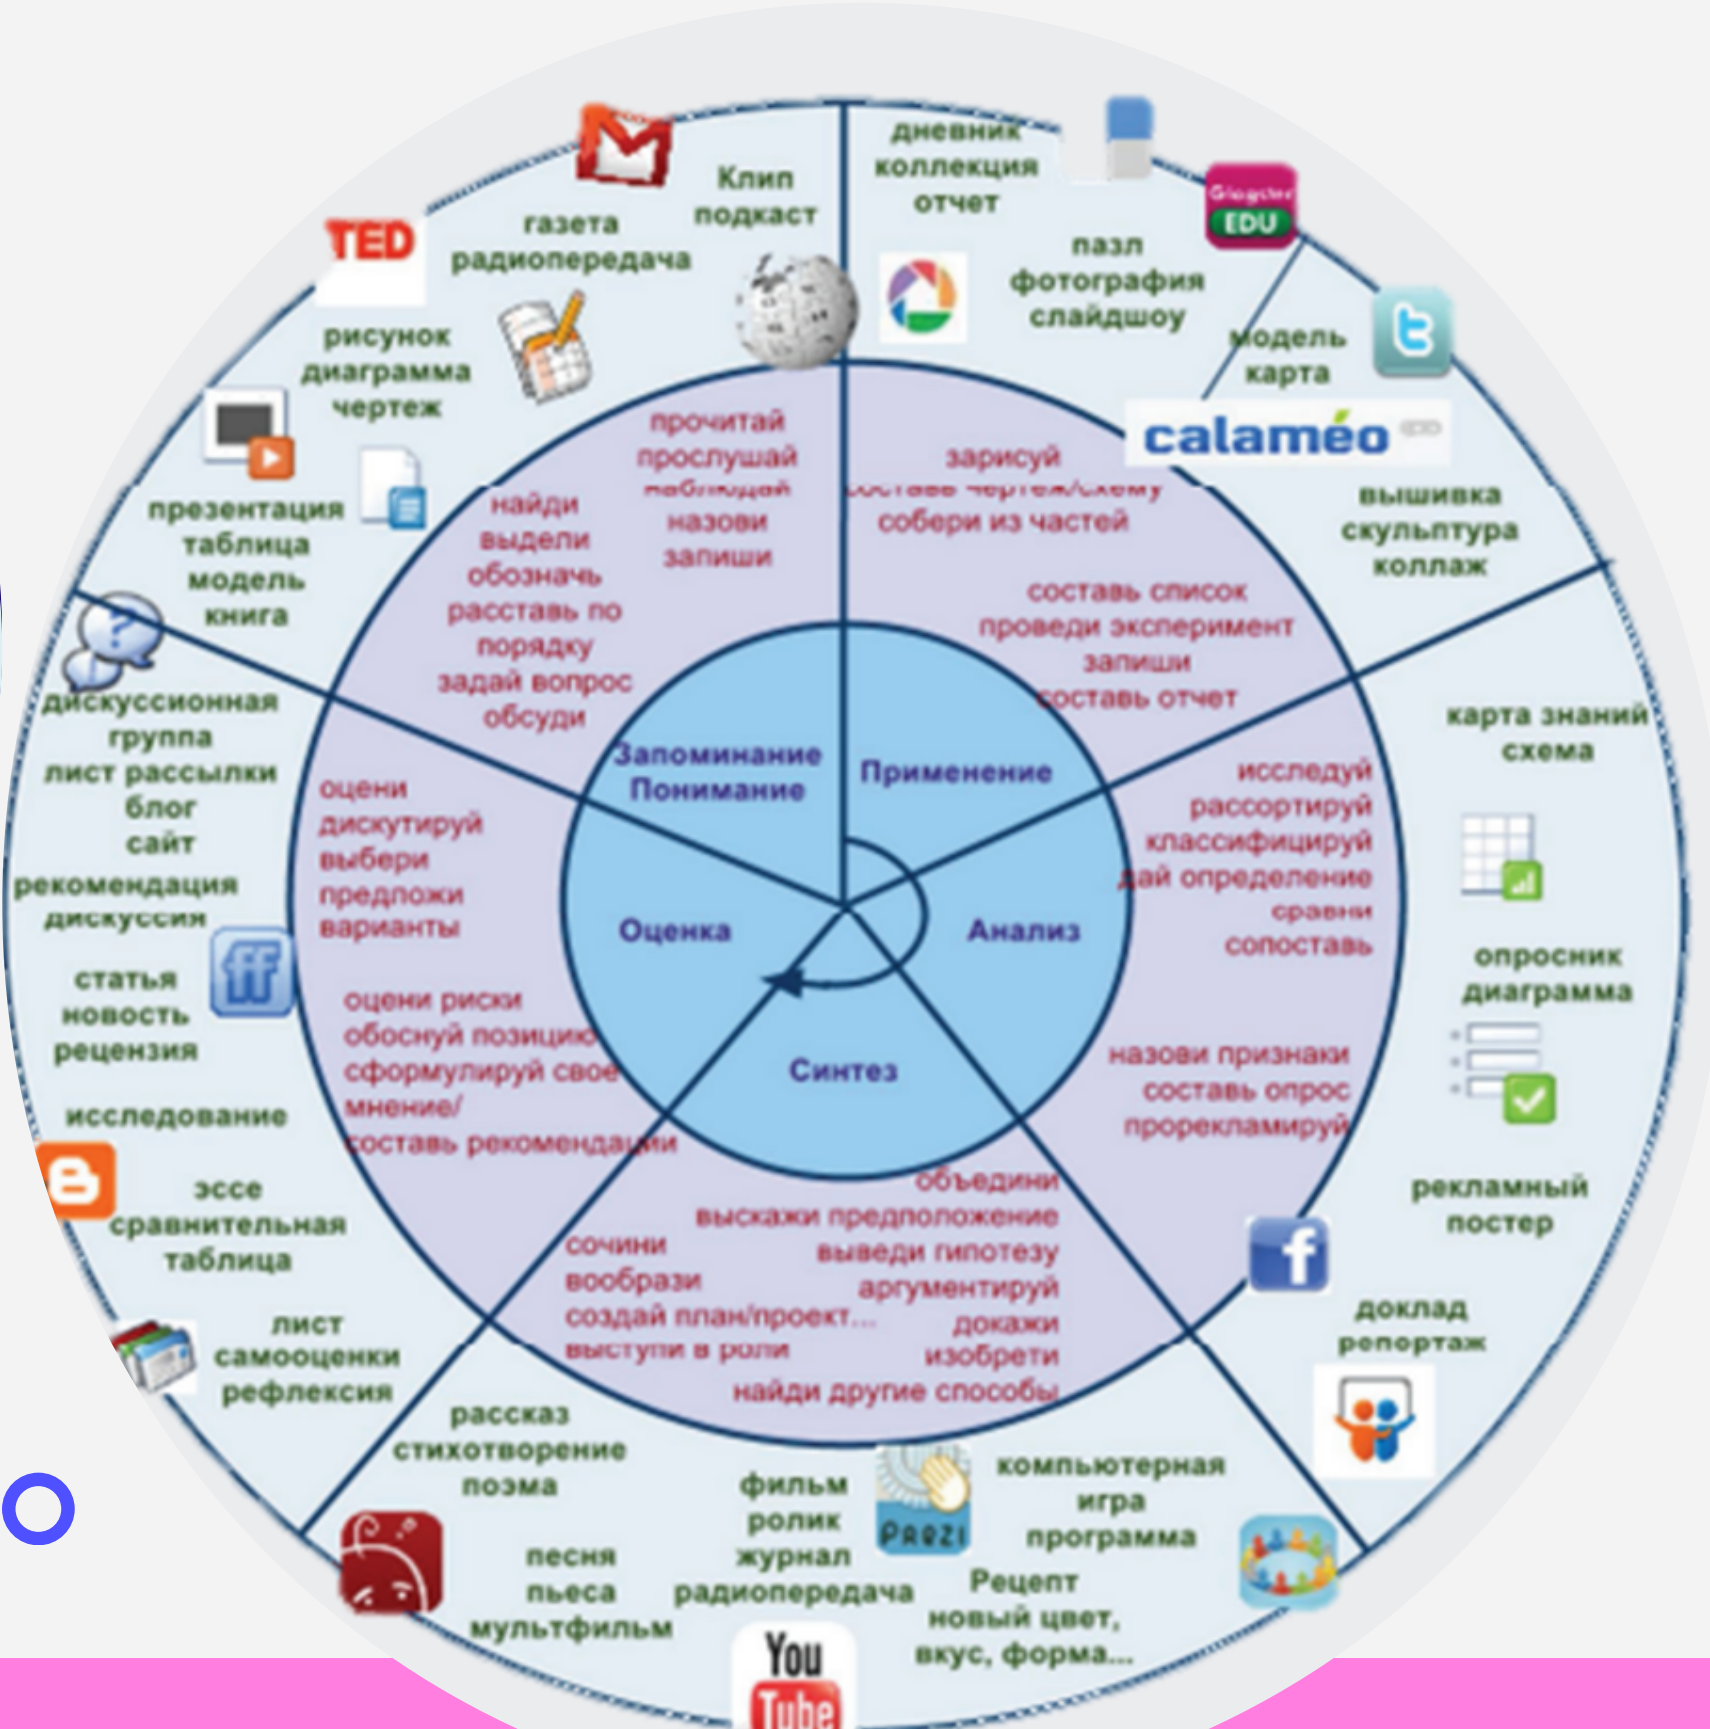 Клип
подкаст
газета
радиопередача
TED
рисунок
диаграмма
чертеж
презентация
таблица
модель
книга
дневник
коллекция
отчет
EDU
пазл
фотография
слайдшоу
модель
карта
calaméo
вышивка
скульптура
коллаж
прочитай
прослушай
наблюдай
назови
запиши
найди
выдели
обозначь
расставь по
порядку
задай вопрос
обсуди
зарисуй
составь чертеж/схему
собери из частей
составь список
проведи эксперимент
запиши
составь отчет
Запоминание
Понимание
Применение
Анализ
Синтез
Оценка
исследуй
рассортируй
классифицируй
дай определение
сравни
сопоставь
назови признаки
составь опрос
прорекламируй
карта знаний
схема
опросник
диаграмма
рекламный
постер
доклад
репортаж
дискуссионная
группа
лист рассылки
блог
сайт
рекомендация
дискуссия
статья
новость
рецензия
исследование
эссе
сравнительная
таблица
лист
самооценки
рефлексия
оцени
дискутируй
выбери
предложи
варианты
оцени риски
обоснуй позицию
сформулируй свое
мнение/
составь рекомендации
ff
f
t
объедини
выскажи предположение
выведи гипотезу
аргументируй
докажи
изобрети
найди другие способы
сочини
вообрази
создай план/проект...
выступи в роли
рассказ
стихотворение
поэма
песня
пьеса
мультфильм
фильм
ролик
журнал
радиопередача
PREZI
компьютерная
игра
программа
Рецепт
новый цвет,
вкус, форма...
You
Tube